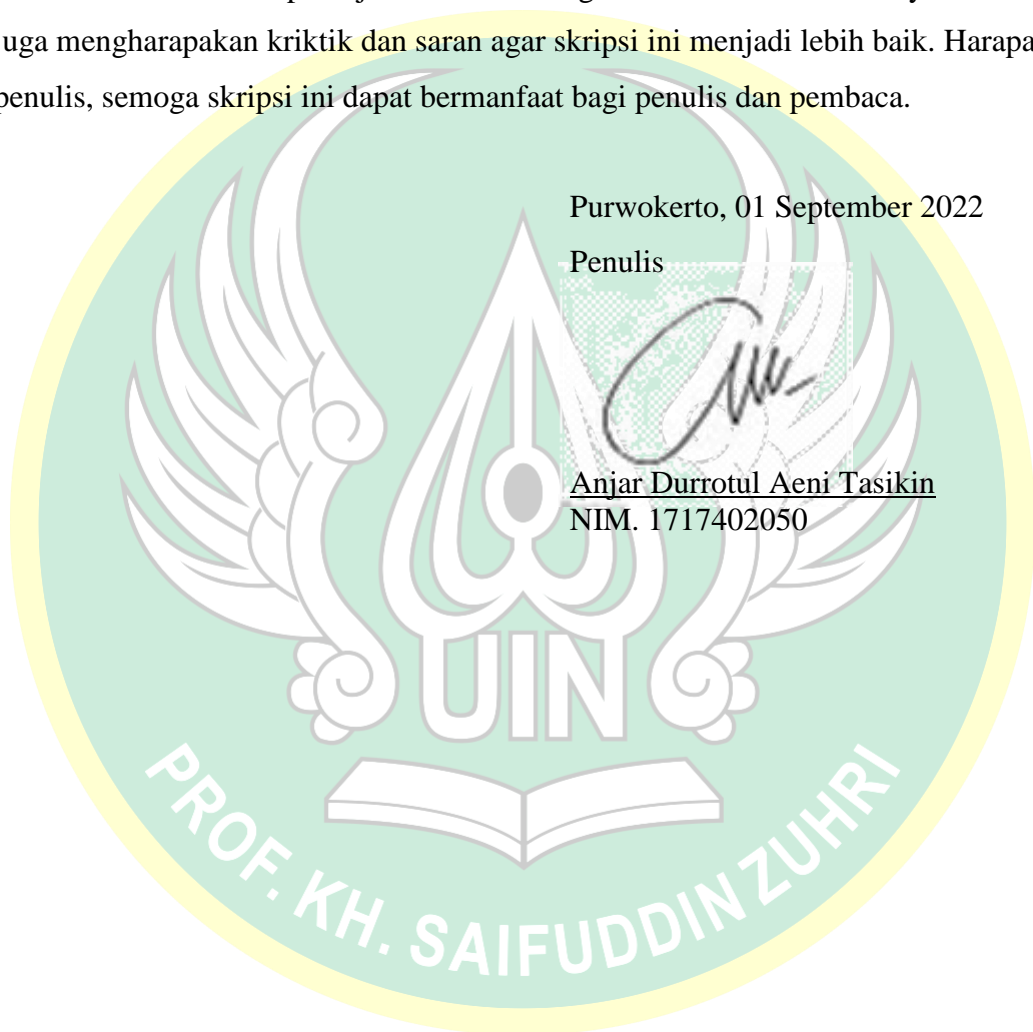 uga mengharapakan kriktik dan saran agar skripsi ini menjadi lebih baik. Harapa
penulis, semoga skripsi ini dapat bermanfaat bagi penulis dan pembaca.
Purwokerto, 01 September 2022
Penulis
Anjar Durrotul Aeni Tasikin
NIM. 1717402050
UIN
PROF. KH. SAIFUDDIN ZUHRI